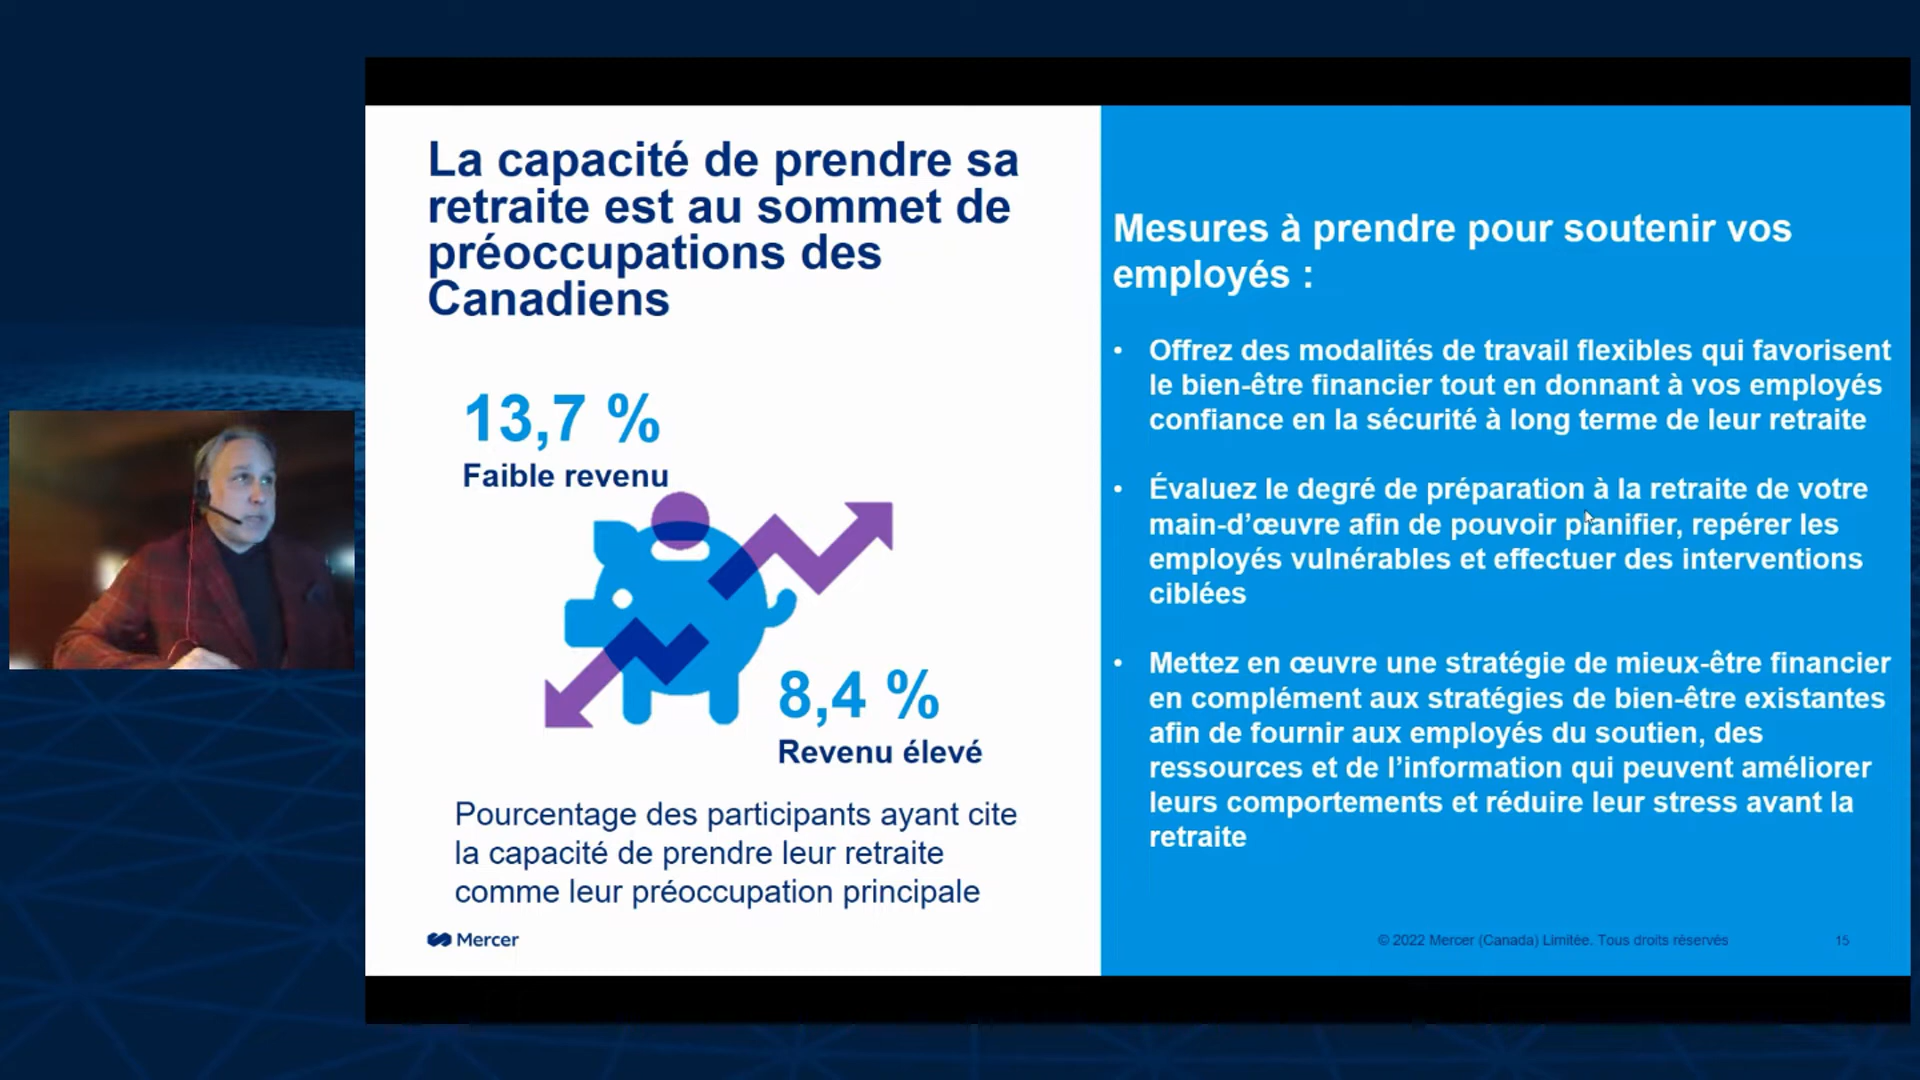 La capacité de prendre sa
retraite est au sommet de
préoccupations des
Canadiens
13,7 %
Faible revenu
8,4 %
Revenu élevé
Pourcentage des participants ayant cite
la capacité de prendre leur retraite
comme leur préoccupation principale
Mercer
Mesures à prendre pour soutenir vos
employés :
• Offrez des modalités de travail flexibles qui favorisent
le bien-être financier tout en donnant à vos employés
confiance en la sécurité à long terme de leur retraite
• Évaluez le degré de préparation à la retraite de votre
main-d’œuvre afin de pouvoir planifier, repérer les
employés vulnérables et effectuer des interventions
ciblées
• Mettez en œuvre une stratégie de mieux-être financier
en complément aux stratégies de bien-être existantes
afin de fournir aux employés du soutien, des
ressources et de l’information qui peuvent améliorer
leurs comportements et réduire leur stress avant la
retraite
© 2022 Mercer (Canada) Limitée. Tous droits réservés 15